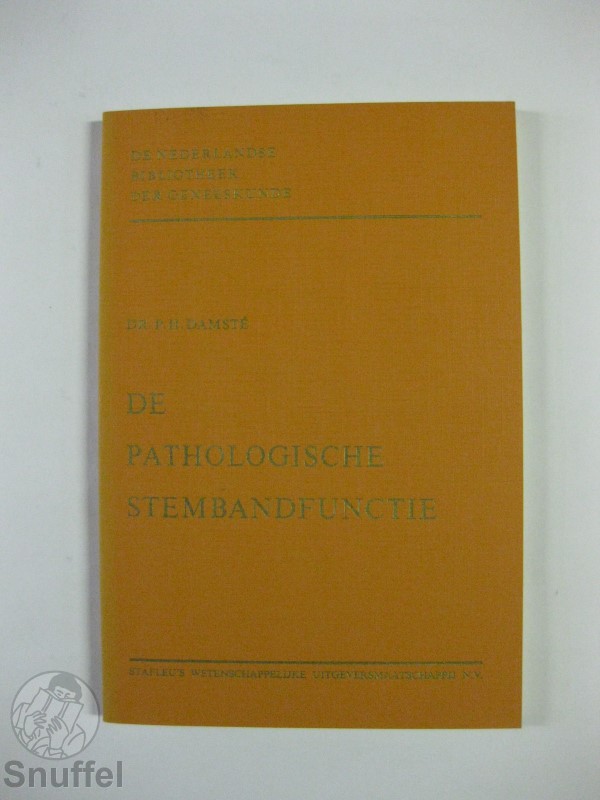 DE NEDERLANDSE
BIBLIOTHEEK
DER GENEESKUNDE
DR P. H. DAMSTÉ
DE
PATHOLOGISCHE
STEMBANDFUNCTIE
STAFLEU'S WETENSCHAPPELIJKE UITGEVERSMAATSCHAPPIJ N.V.
Snuffel